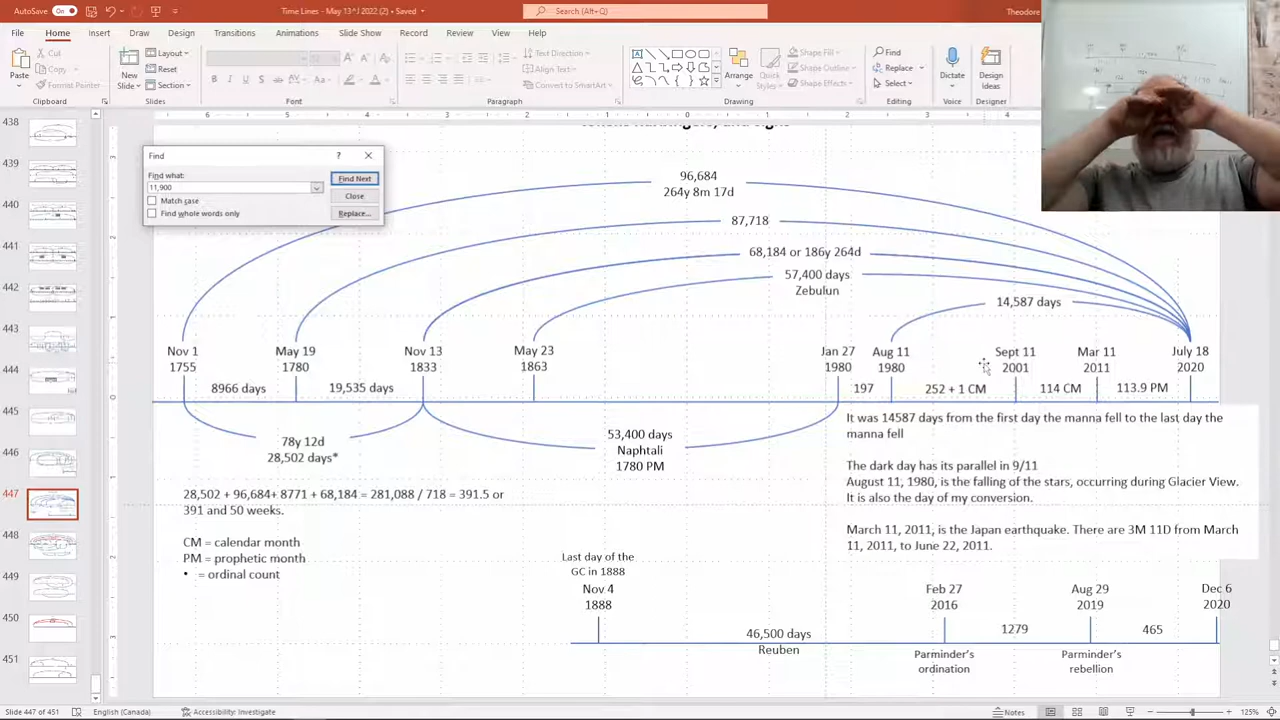 AutoSave On
Time Lines - May 13^J 2022 (2) • Saved
Search (Alt+Q)
Theodore
File Home Insert Draw Design Transitions Animations Slide Show Record Review View Help
Cut
Copy
Format Painter
Clipboard
New Slide
Layout
Reset
Section
Slides
Font
Paragraph
Text Direction
Align Text
Convert to SmartArt
Arrange
Quick Styles
Shape Fill
Shape Outline
Shape Effects
Drawing
Find
Replace
Select
Editing
Dictate
Voice
Design Ideas
Designer
Find
Find what:
11,900
Match case
Find whole words only
Find Next
Close
Replace...
438
439
441
442
443
444
445
446
447
448
96,684
264y 8m 17d
87,718
68,184 or 186y 264d
57,400 days
Zebulun
14,587 days
Nov 1
1755
May 19
1780
Nov 13
1833
May 23
1863
Jan 27
1980
Aug 11
1980
Sept 11
2001
Mar 11
2011
July 18
2020
8966 days
19,535 days
197
252 + 1 CM
114 CM
113.9 PM
78y 12d
28,502 days*
53,400 days
Naphtali
1780 PM
It was 14587 days from the first day the manna fell to the last day the
manna fell
The dark day has its parallel in 9/11
August 11, 1980, is the falling of the stars, occurring during Glacier View.
It is also the day of my conversion.
March 11, 2011, is the Japan earthquake. There are 3M 11D from March
11, 2011, to June 22, 2011.
28,502 + 96,684+ 8771 + 68,184 = 281,088 / 718 = 391.5 or
391 and 50 weeks.
CM = calendar month
PM = prophetic month
• = ordinal count
Last day of the
GC in 1888
Nov 4
1888
46,500 days
Reuben
Feb 27
2016
1279
Aug 29
2019
465
Dec 6
2020
Parminder's
ordination
Parminder's
rebellion
Slide 447 of 451
English (Canada)
Accessibility: Investigate
Notes
125%